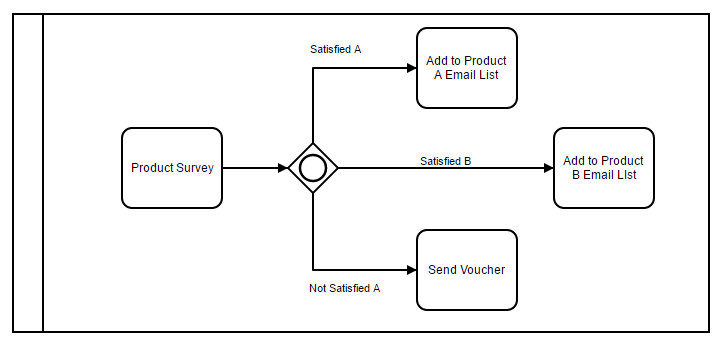 Satisfied A
Add to Product
A Email List
Product Survey
Satisfied B
Add to Product
B Email LIst
Send Voucher
Not Satisfied A